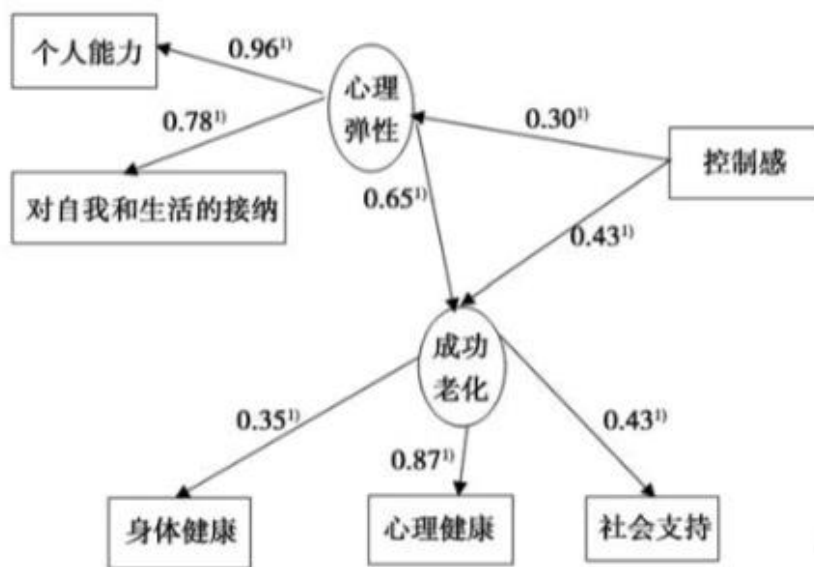 个人能力
0.96¹⁾
心理
弹性
0.30¹⁾
控制感
0.78¹⁾
对自我和生活的接纳
0.65¹⁾
0.43¹⁾
成功
老化
0.35¹⁾
0.87¹⁾
0.43¹⁾
身体健康
心理健康
社会支持